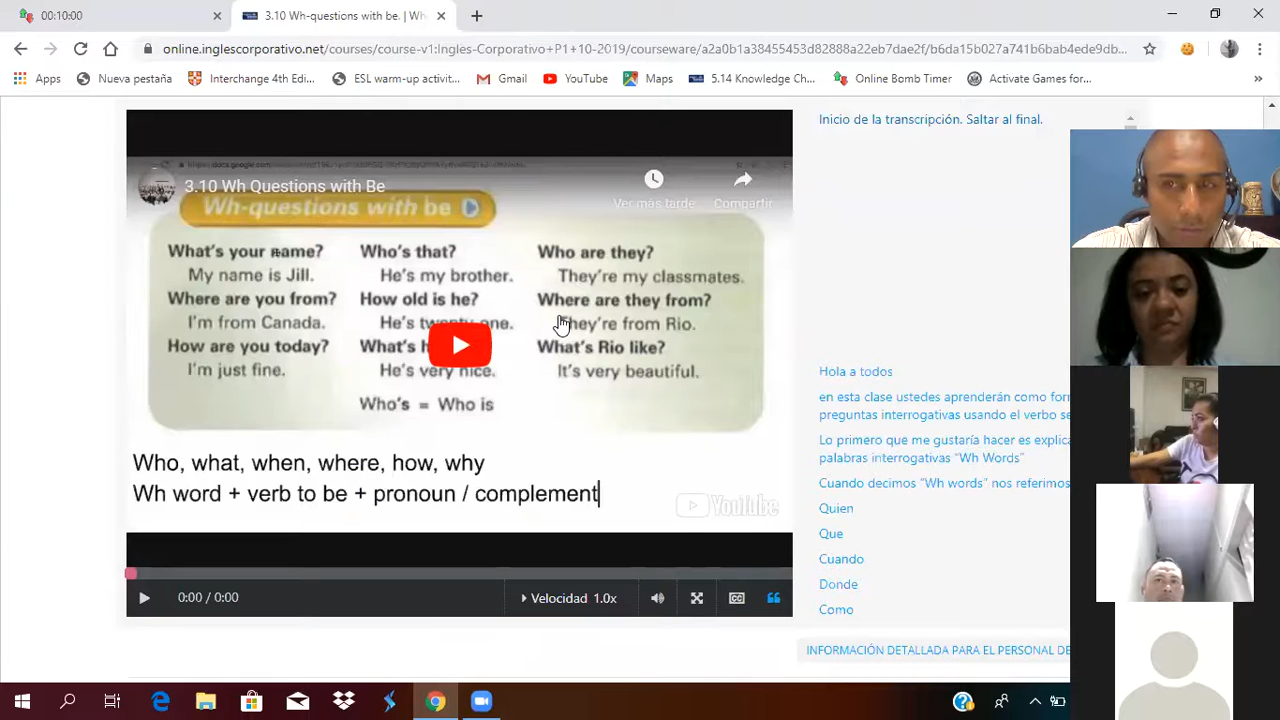 00:10:00
3.10 Wh-questions with be. | Wh
online.inglescorporativo.net/courses/course-v1:Ingles-Corporativo+P1+10-2019/courseware/a2a0b1a38455453d82888a22eb7dae2f/b6da15b027a741b6bab4ede9db...
Apps Nueva pestaña Interchange 4th Edi... ESL warm-up activit... Gmail YouTube Maps 5.14 Knowledge Ch... Online Bomb Timer Activate Games for...
Inicio de la transcripción. Saltar al final.
3.10 Wh Questions with Be
Ver más tarde
Compartir
Wh-questions with be
What's your name?
My name is Jill.
Where are you from?
I'm from Canada.
How are you today?
I'm just fine.
Who's that?
He's my brother.
How old is he?
He's twenty-one.
What's
He's very nice.
Who's = Who is
Who are they?
They're my classmates.
Where are they from?
They're from Rio.
What's Rio like?
It's very beautiful.
Who, what, when, where, how, why
Wh word + verb to be + pronoun / complement
YouTube
0:00 / 0:00
Velocidad 1.0x
Hola a todos
en esta clase ustedes aprenderán como for
preguntas interrogativas usando el verbo se
Lo primero que me gustaría hacer es explica
palabras interrogativas “Wh Words”
Cuando decimos “Wh words” nos referimos
Quien
Que
Cuando
Donde
Como
INFORMACIÓN DETALLADA PARA EL PERSONAL DE